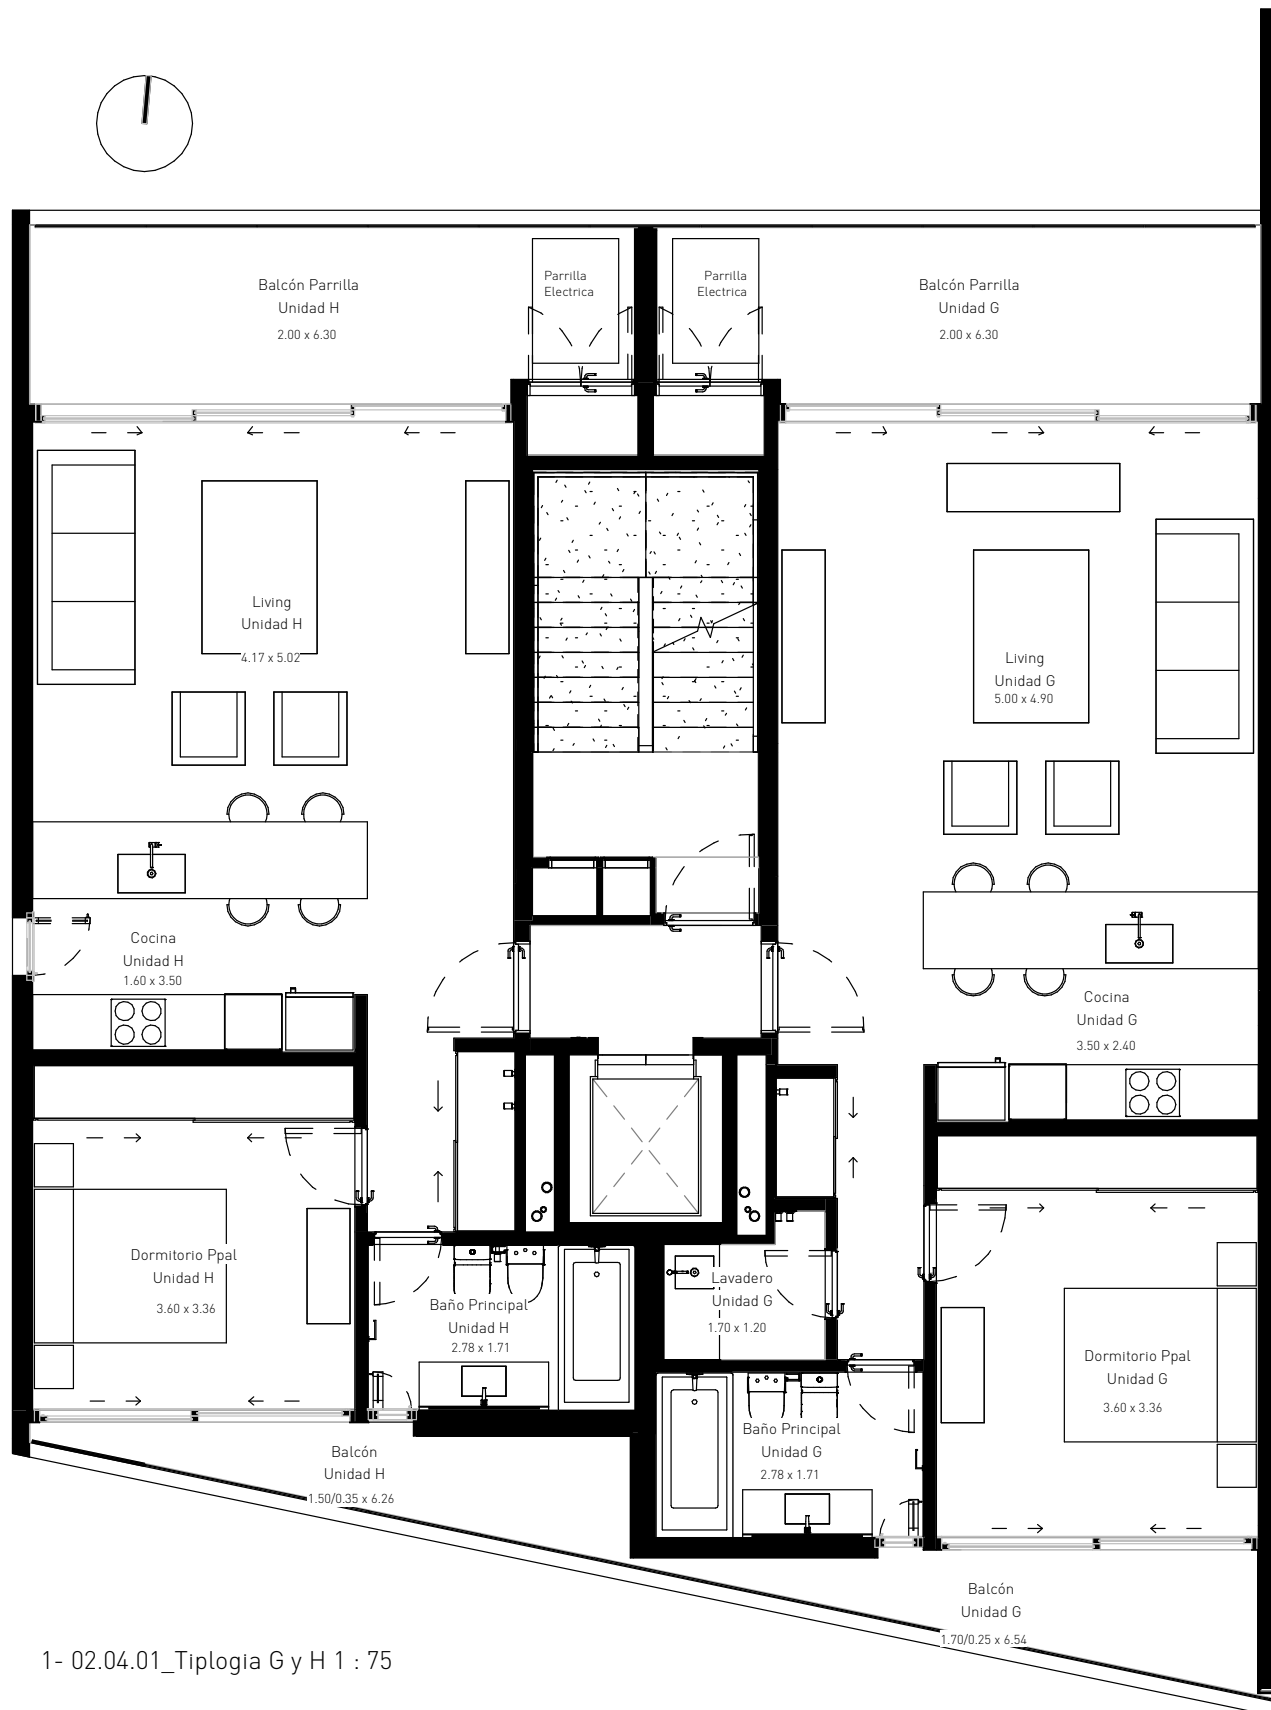 Parrilla
Electrica
Parrilla
Electrica
Balcón Parrilla
Unidad H
2.00 x 6.30
Balcón Parrilla
Unidad G
2.00 x 6.30
Living
Unidad H
4.17 x 5.02
Living
Unidad G
5.00 x 4.90
Cocina
Unidad H
1.60 x 3.50
Cocina
Unidad G
3.50 x 2.40
Dormitorio Ppal
Unidad H
3.60 x 3.36
Baño Principal
Unidad H
2.78 x 1.71
Lavadero
Unidad G
1.70 x 1.20
Dormitorio Ppal
Unidad G
3.60 x 3.36
Baño Principal
Unidad G
2.78 x 1.71
Balcón
Unidad H
1.50/0.35 x 6.26
Balcón
Unidad G
1.70/0.25 x 6.54
1- 02.04.01_Tiplogia G y H 1 : 75